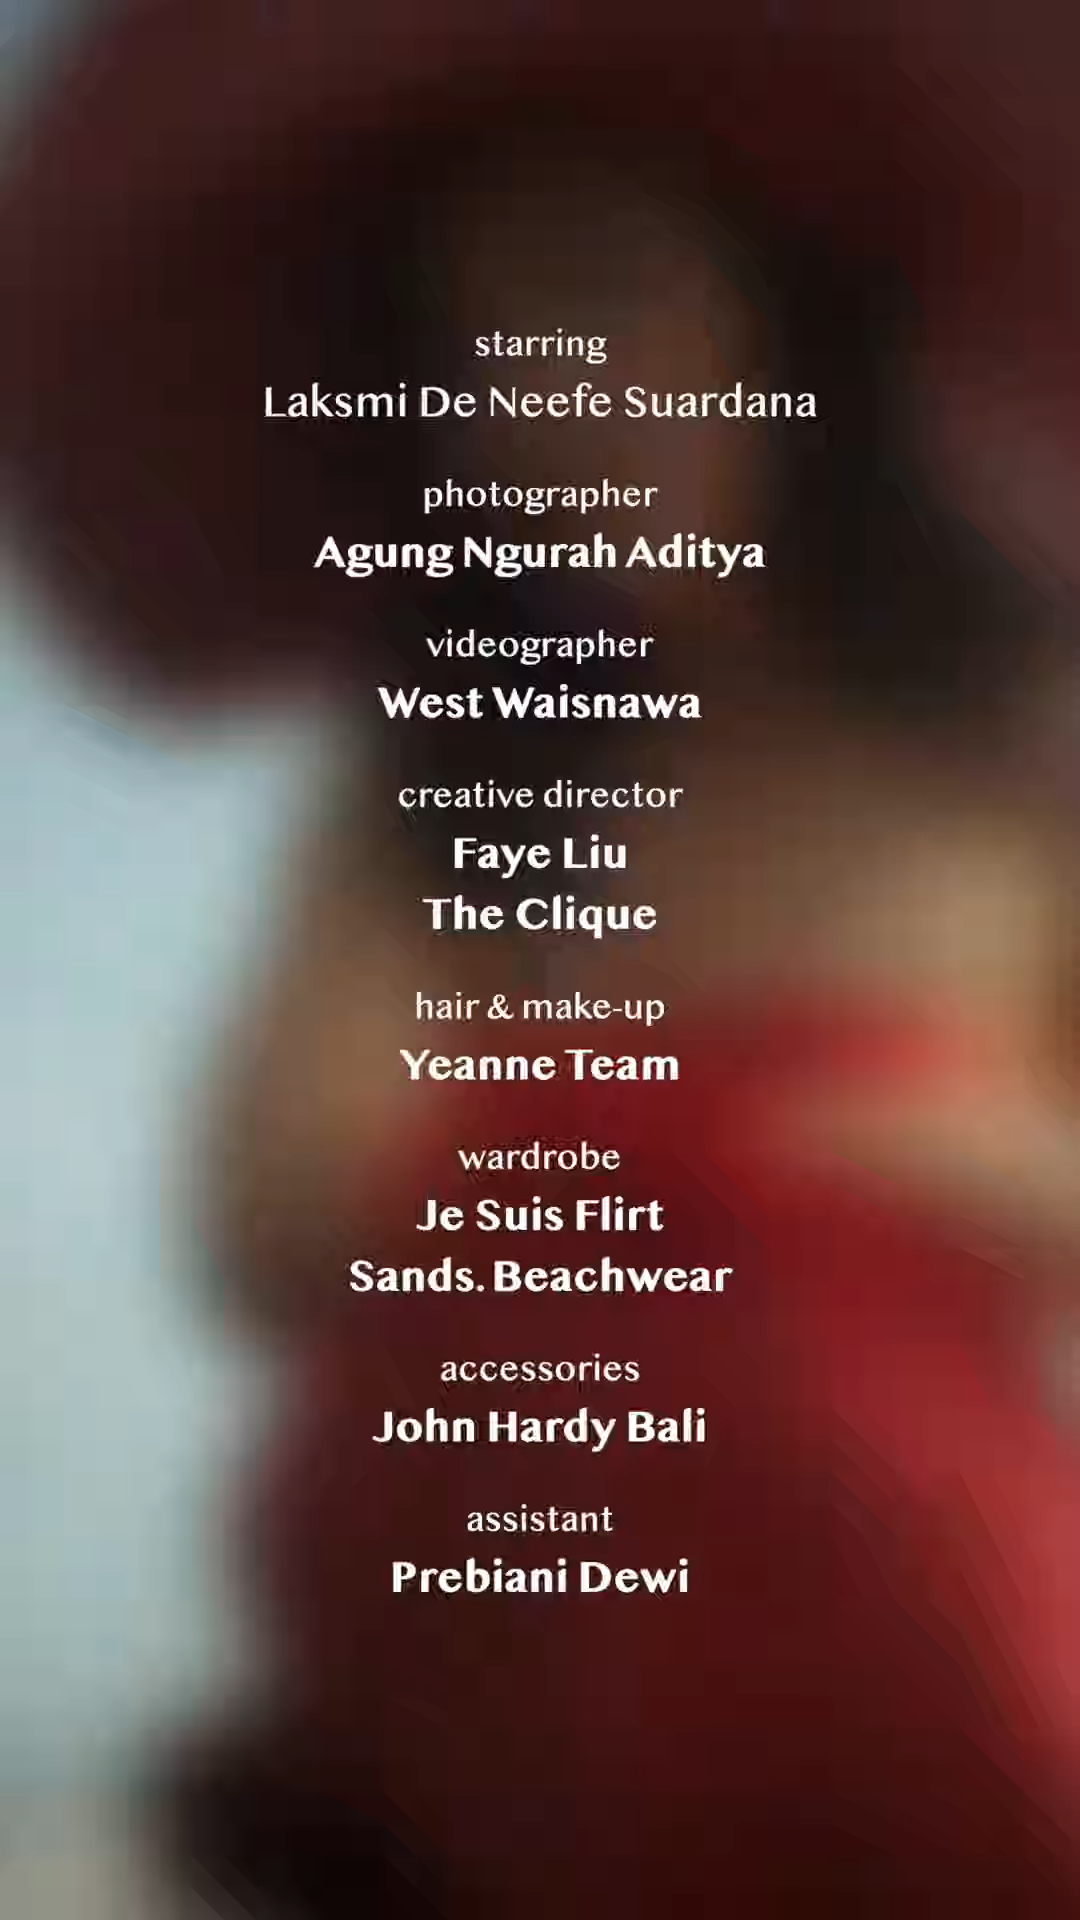 starring
Laksmi De Neefe Suardana
photographer
Agung Ngurah Aditya
videographer
West Waisnawa
creative director
Faye Liu
The Clique
hair & make-up
Yeanne Team
wardrobe
Je Suis Flirt
Sands. Beachwear
accessories
John Hardy Bali
assistant
Prebiani Dewi